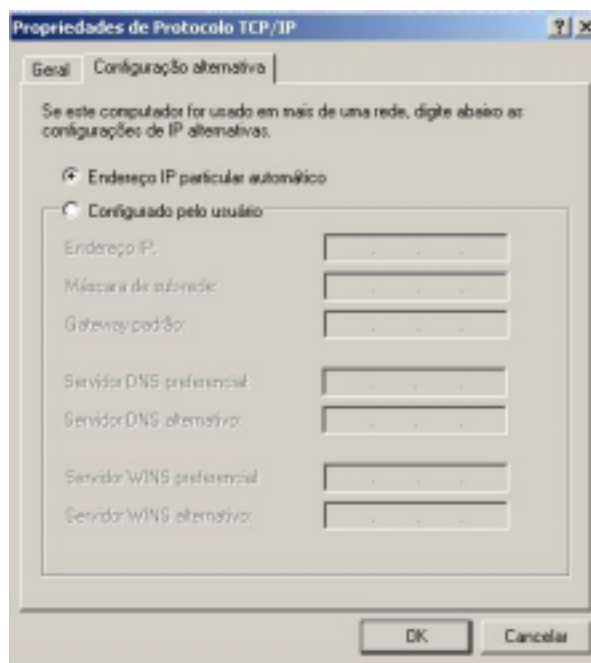 Propriedades de Protocolo TCP/IP
Geral
Configuração alternativa
Se este computador for usado em mais de uma rede, digite abaixo as
configurações de IP alternativas.
Endereço IP particular automático
Configurado pelo usuário
Endereço IP:
Máscara de sub-rede:
Gateway padrão:
Servidor DNS preferencial:
Servidor DNS alternativo:
Servidor WINS preferencial:
Servidor WINS alternativo:
OK
Cancelar